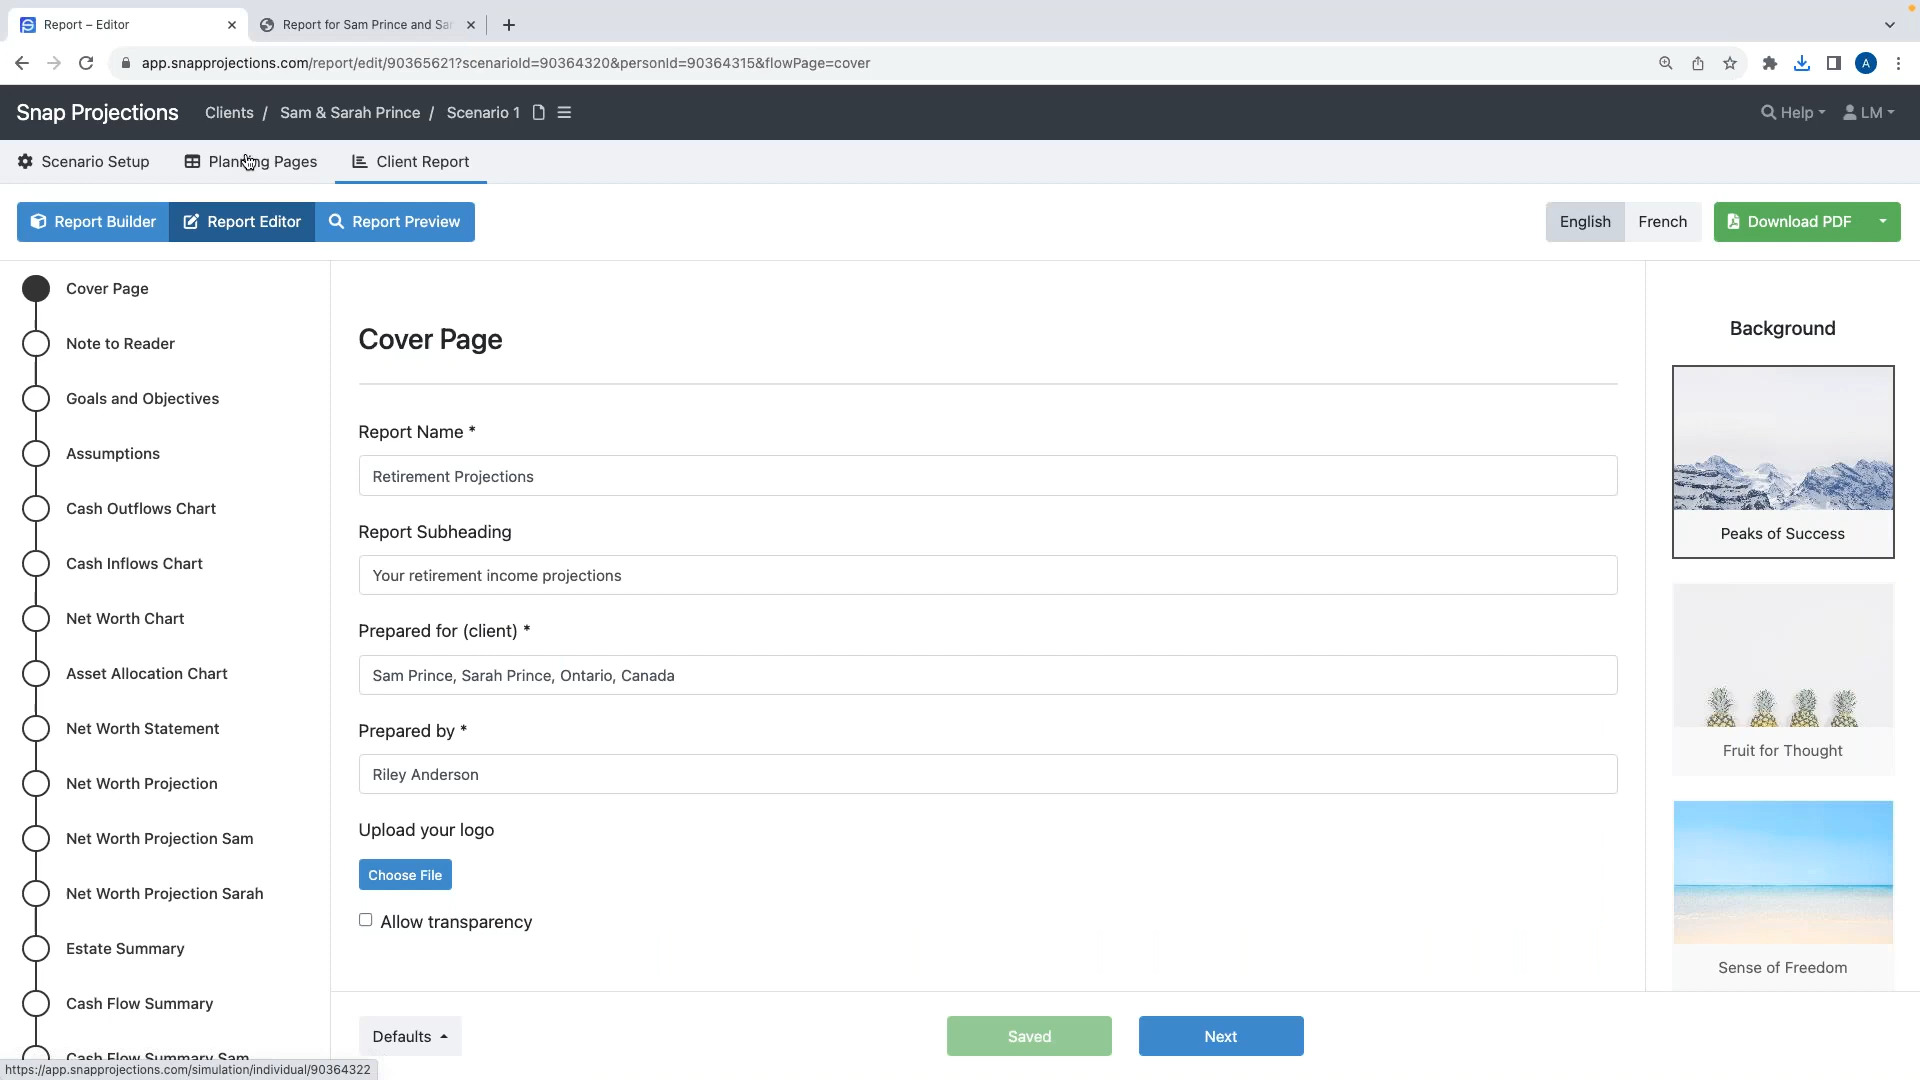 Report – Editor
Report for Sam Prince and Sar
app.snapprojections.com/report/edit/90365621?scenarioId=90364320&personId=90364315&flowPage=cover
A
Snap Projections
Clients / Sam & Sarah Prince / Scenario 1
Help
LM
Scenario Setup
Planning Pages
Client Report
Report Builder
Report Editor
Report Preview
English
French
Download PDF
Cover Page
Note to Reader
Goals and Objectives
Assumptions
Cash Outflows Chart
Cash Inflows Chart
Net Worth Chart
Asset Allocation Chart
Net Worth Statement
Net Worth Projection
Net Worth Projection Sam
Net Worth Projection Sarah
Estate Summary
Cash Flow Summary
Cash Flow Summary Sam
https://app.snapprojections.com/simulation/individual/90364322
Cover Page
Report Name *
Retirement Projections
Report Subheading
Your retirement income projections
Prepared for (client) *
Sam Prince, Sarah Prince, Ontario, Canada
Prepared by *
Riley Anderson
Upload your logo
Choose File
Allow transparency
Defaults
Saved
Next
Background
Peaks of Success
Fruit for Thought
Sense of Freedom